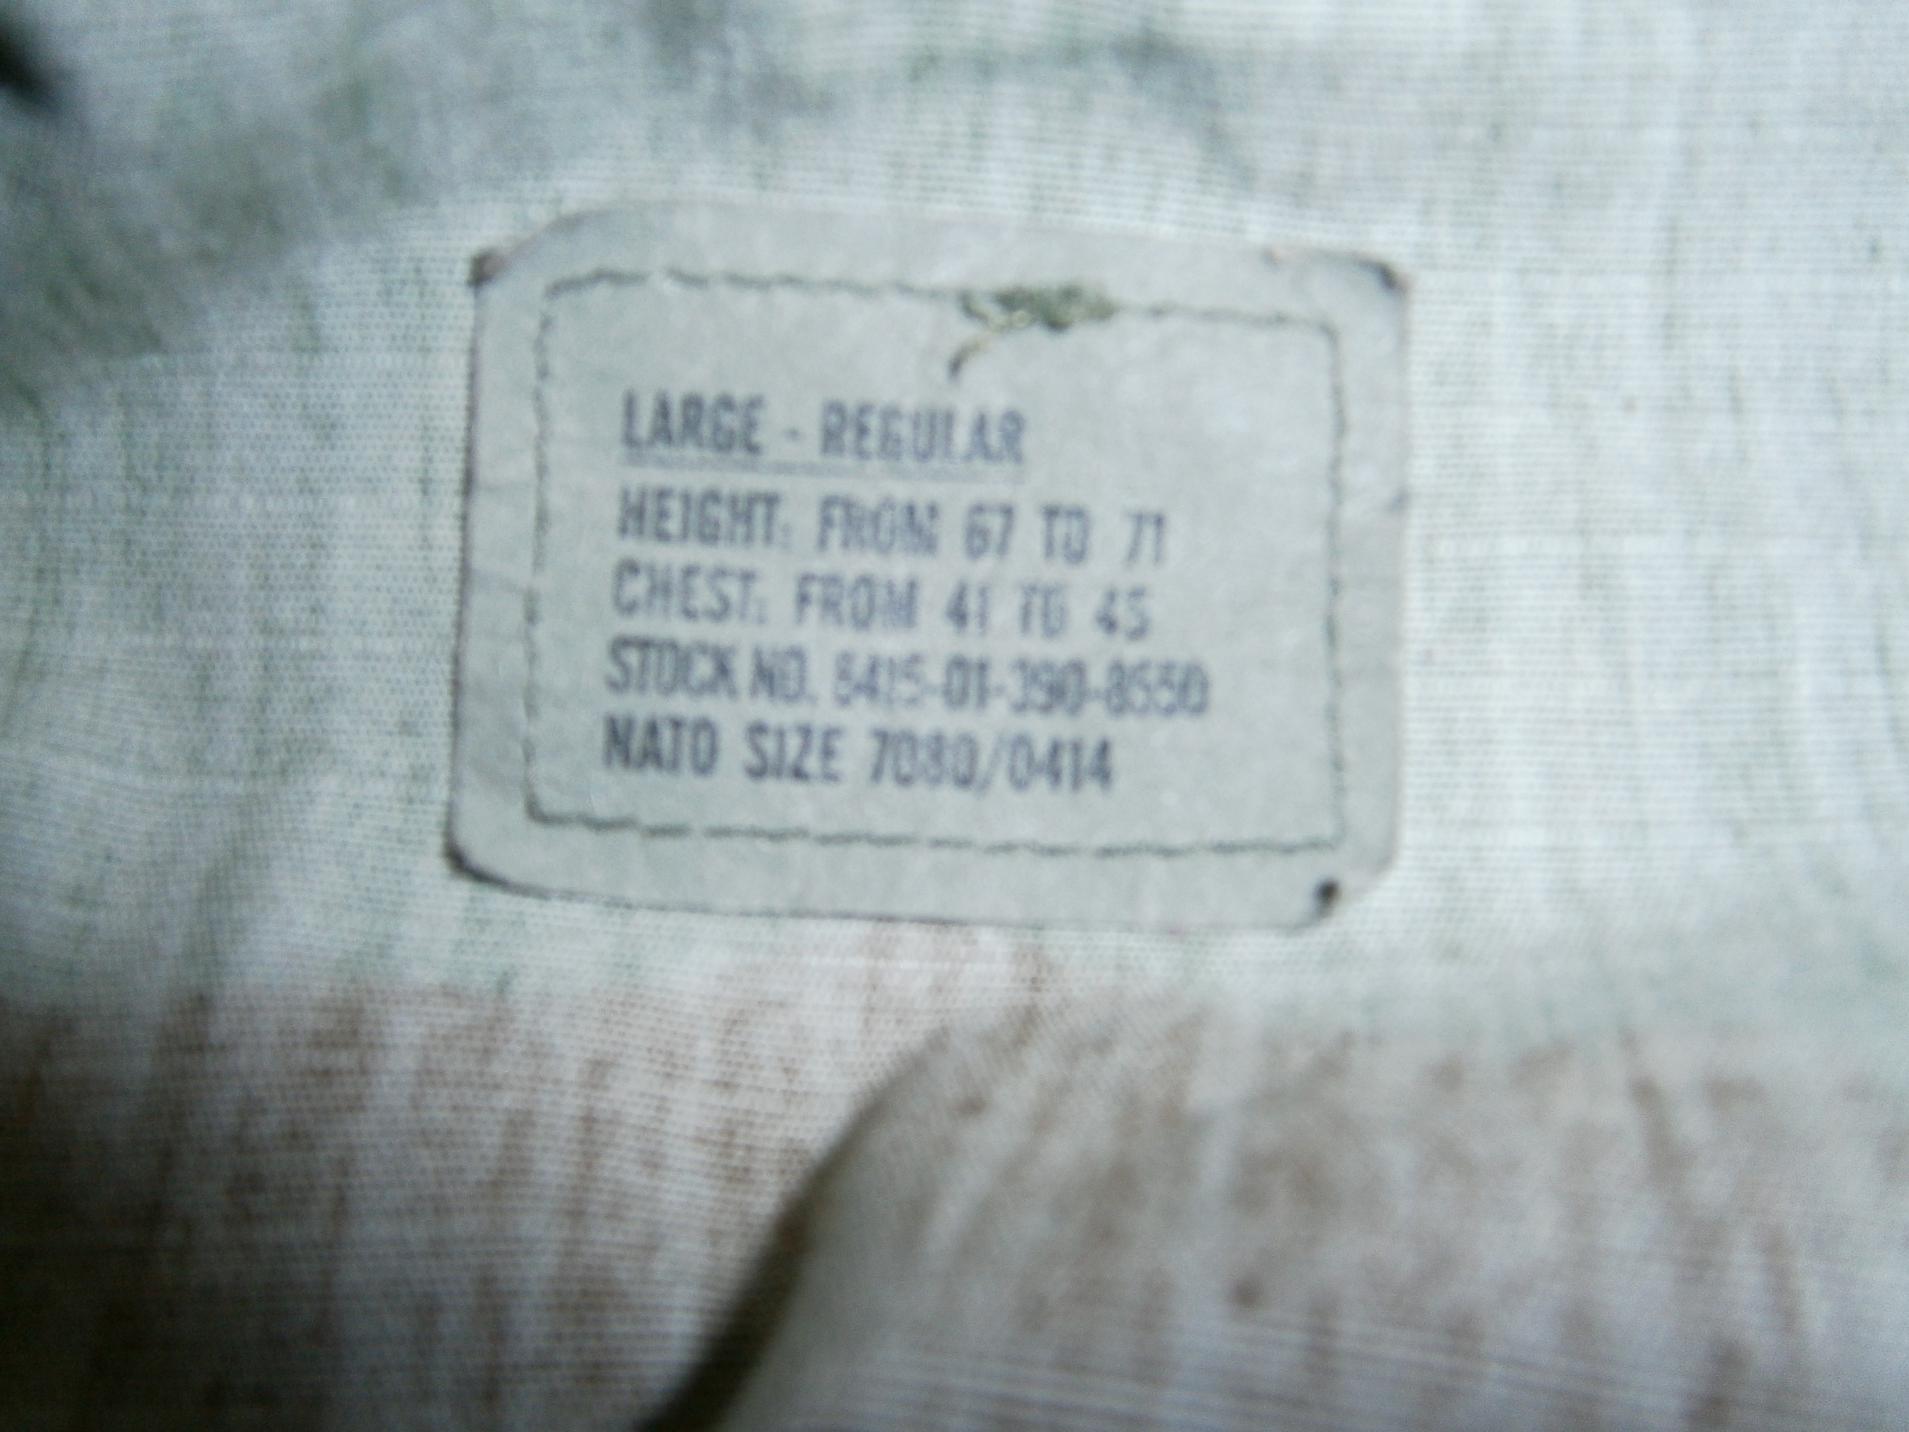 LARGE - REGULAR
HEIGHT: FROM 67 TO 71
CHEST: FROM 41 TO 45
STOCK NO. 8415-01-390-8550
NATO SIZE 7080/0414